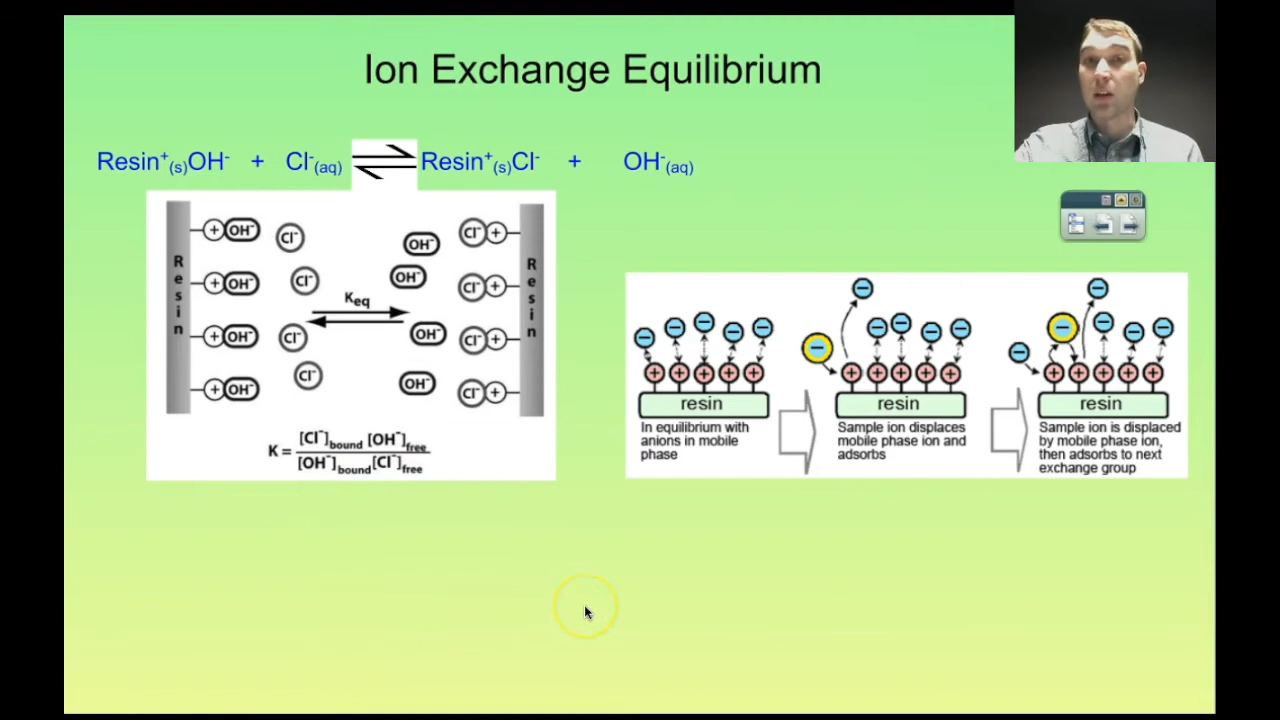 Ion Exchange Equilibrium
Resin⁺₍s₎OH⁻ + Cl⁻₍aq₎ ⇌ Resin⁺₍s₎Cl⁻ + OH⁻₍aq₎
Resin
+ OH⁻ Cl⁻ OH⁻ Cl⁻ +
+ OH⁻ Cl⁻ OH⁻ Cl⁻ +
Keq
+ OH⁻ Cl⁻ OH⁻ Cl⁻ +
+ OH⁻ Cl⁻ OH⁻ Cl⁻ +
Resin
K = [Cl⁻]bound [OH⁻]free
[OH⁻]bound[Cl⁻]free
− − − − −
+ + + + +
resin
In equilibrium with
anions in mobile
phase
− − − − − −
+ + + + +
resin
Sample ion displaces
mobile phase ion and
adsorbs
− − − − − −
+ + + + +
resin
Sample ion is displaced
by mobile phase ion,
then adsorbs to next
exchange group